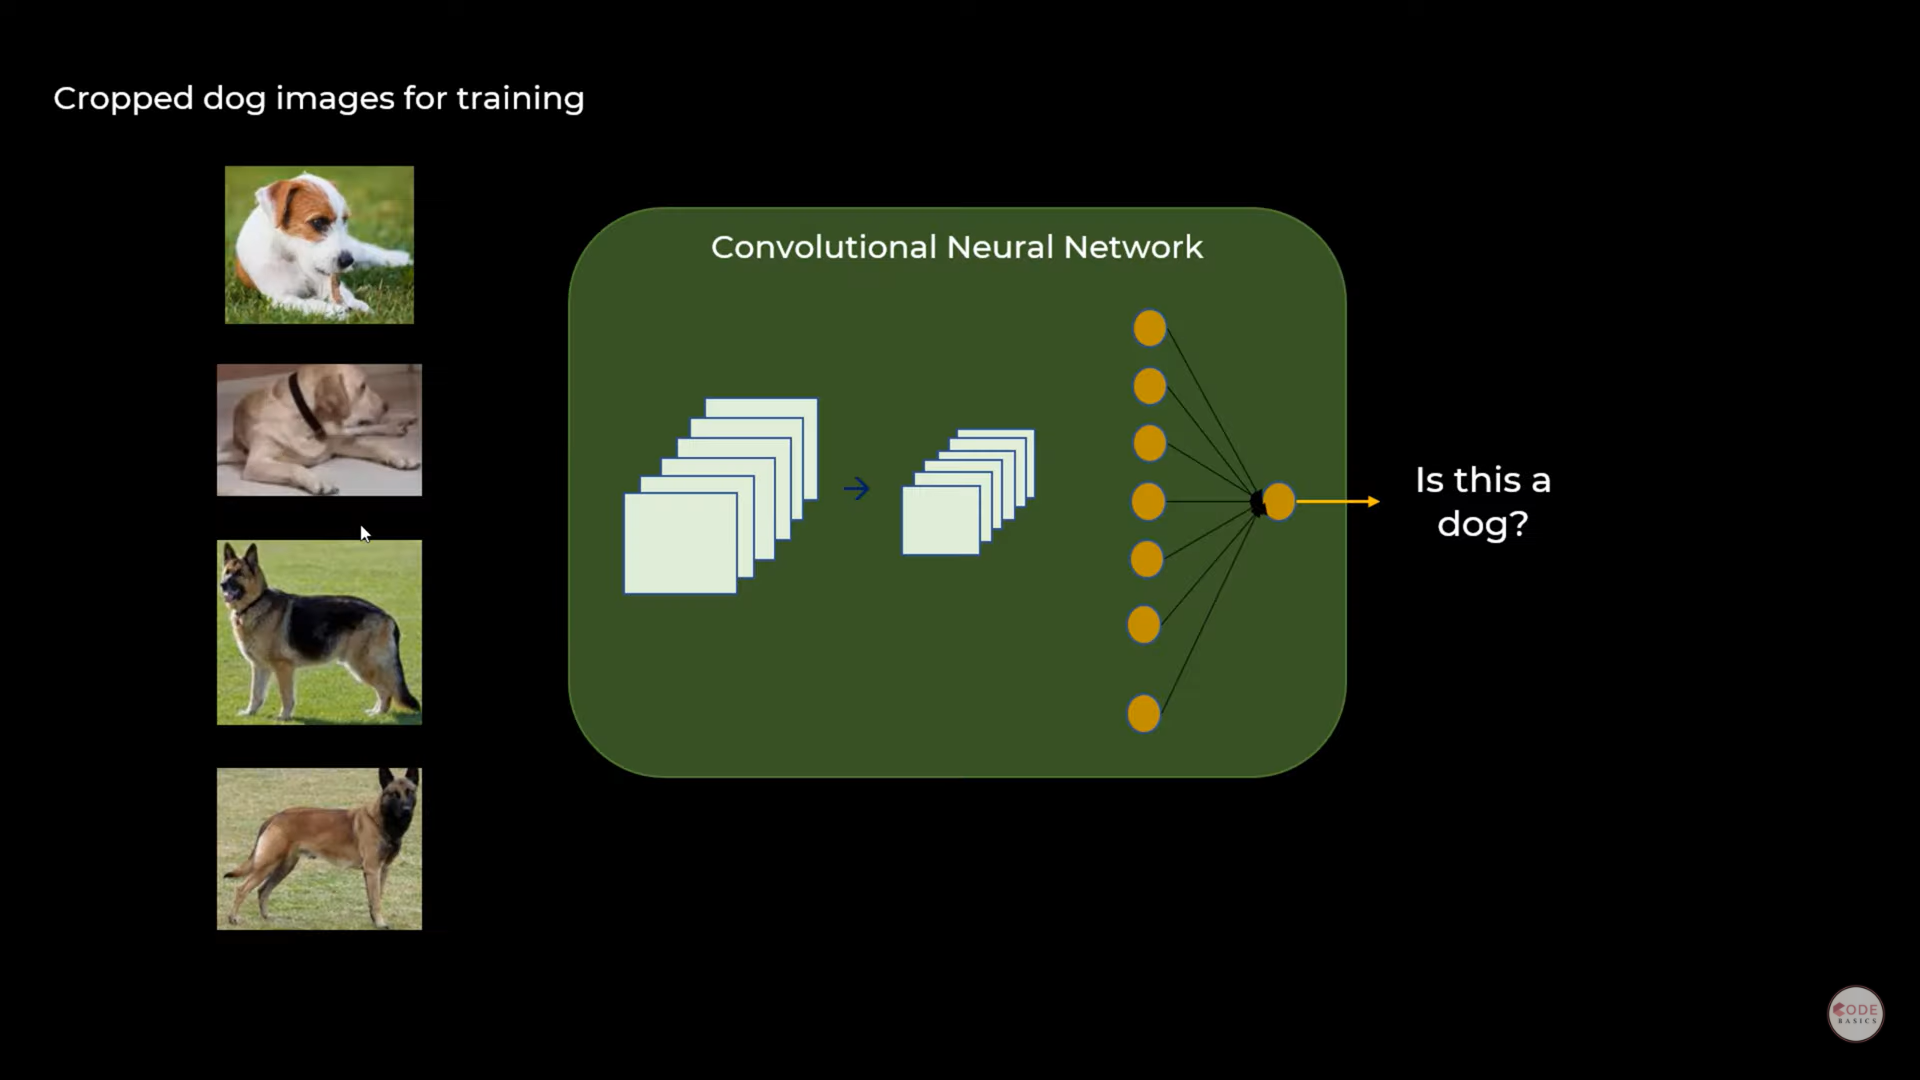 Cropped dog images for training
Convolutional Neural Network
Is this a
dog?
CODE
BASICS